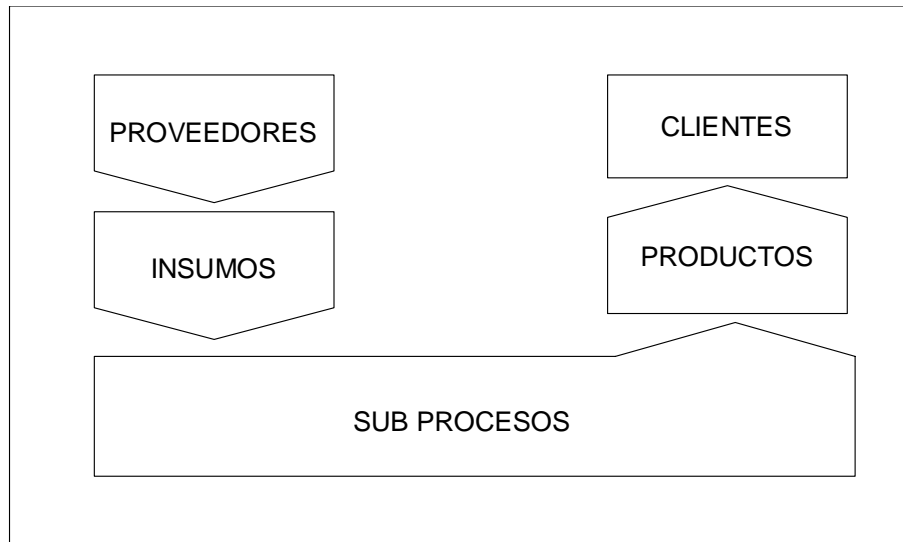 PROVEEDORES
CLIENTES
INSUMOS
PRODUCTOS
SUB PROCESOS